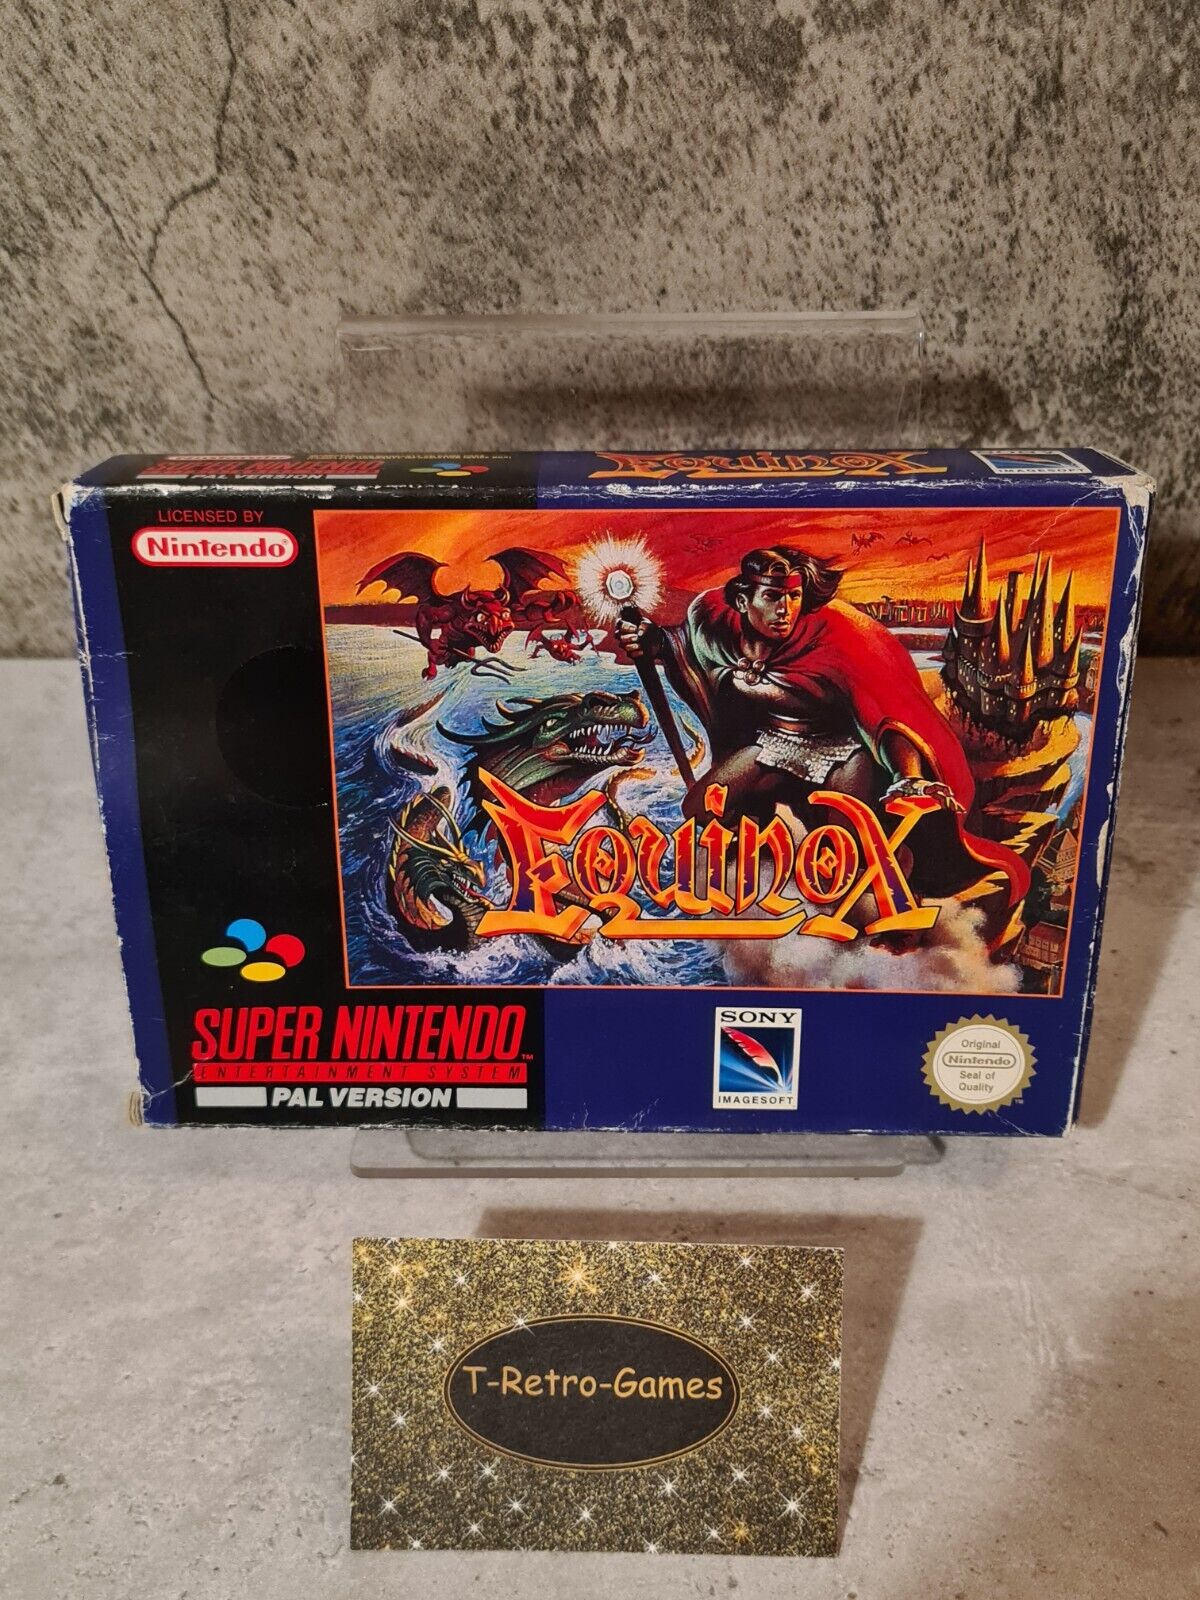 SUPER NINTENDO
PAL VERSION
EQUINOX
IMAGESOFT
LICENSED BY
Nintendo
EQUINOX
SUPER NINTENDO™
ENTERTAINMENT SYSTEM
PAL VERSION
SONY
IMAGESOFT
Original
Nintendo
Seal of
Quality
T-Retro-Games